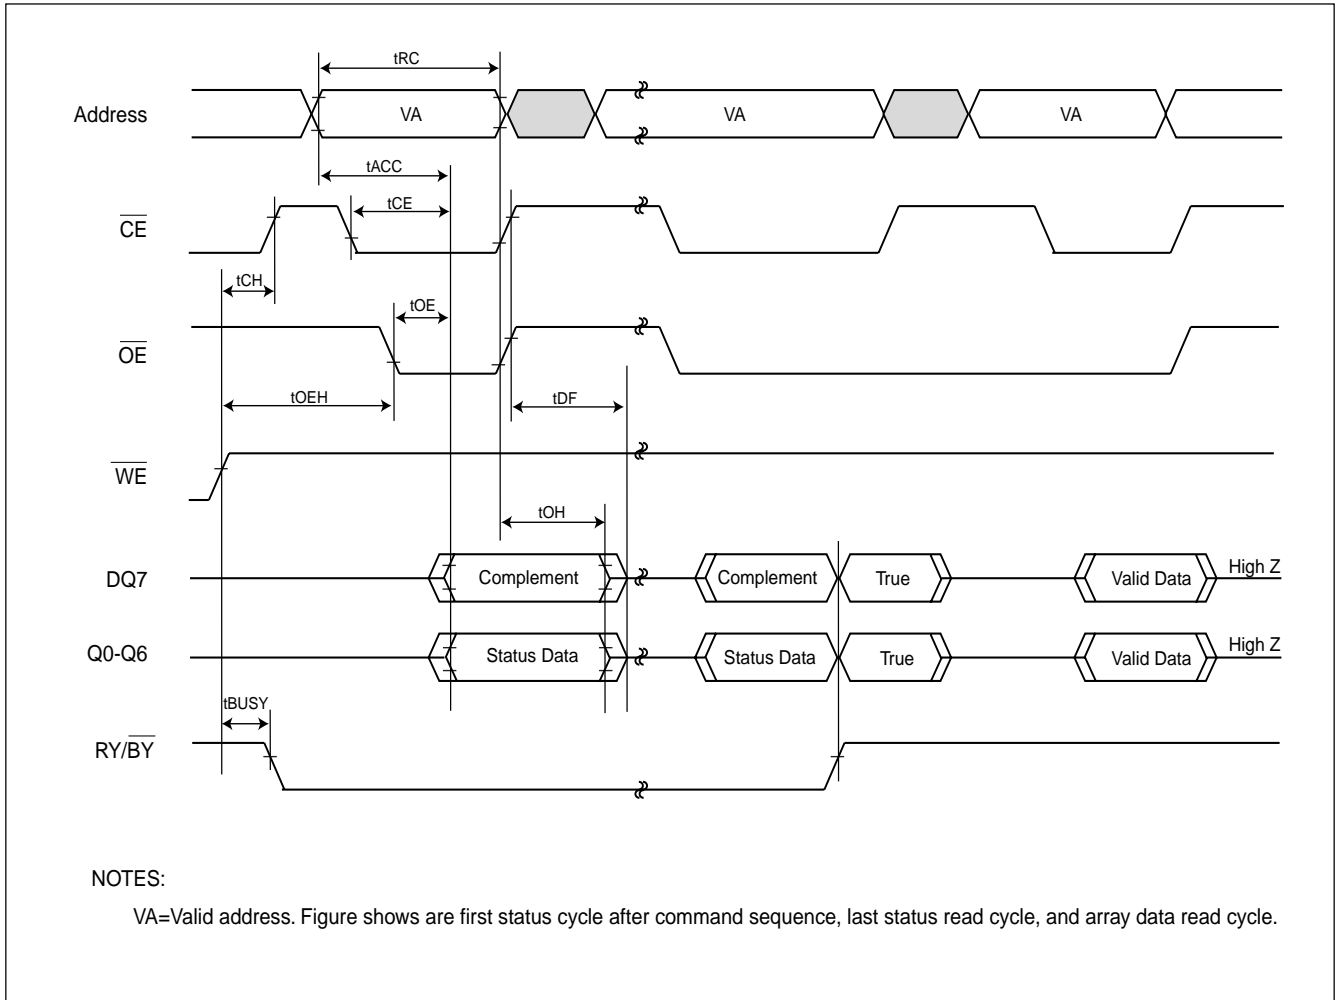 tRC
Address VA VA VA
tACC
tCE
CE
tCH
tOE
OE
tOEH tDF
WE
tOH
DQ7 Complement Complement True Valid Data High Z
Q0-Q6 Status Data Status Data True Valid Data High Z
tBUSY
RY/BY
NOTES:
VA=Valid address. Figure shows are first status cycle after command sequence, last status read cycle, and array data read cycle.